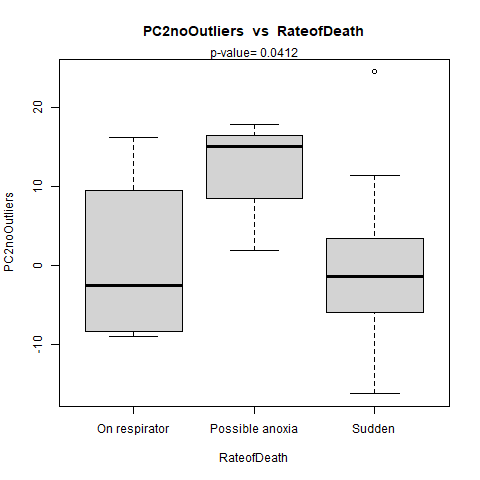 PC2noOutliers vs RateofDeath
p-value= 0.0412
PC2noOutliers
20
10
0
-10
On respirator Possible anoxia Sudden
RateofDeath